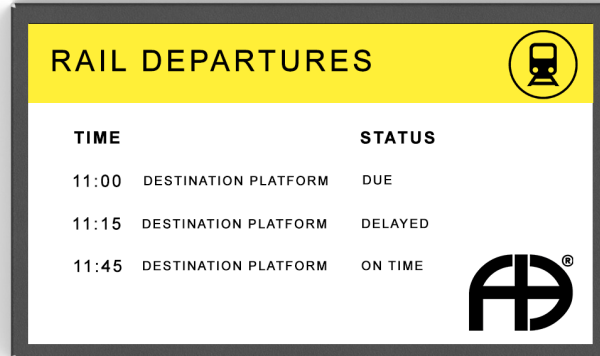 RAIL DEPARTURES
TIME STATUS
11:00 DESTINATION PLATFORM DUE
11:15 DESTINATION PLATFORM DELAYED
11:45 DESTINATION PLATFORM ON TIME
®